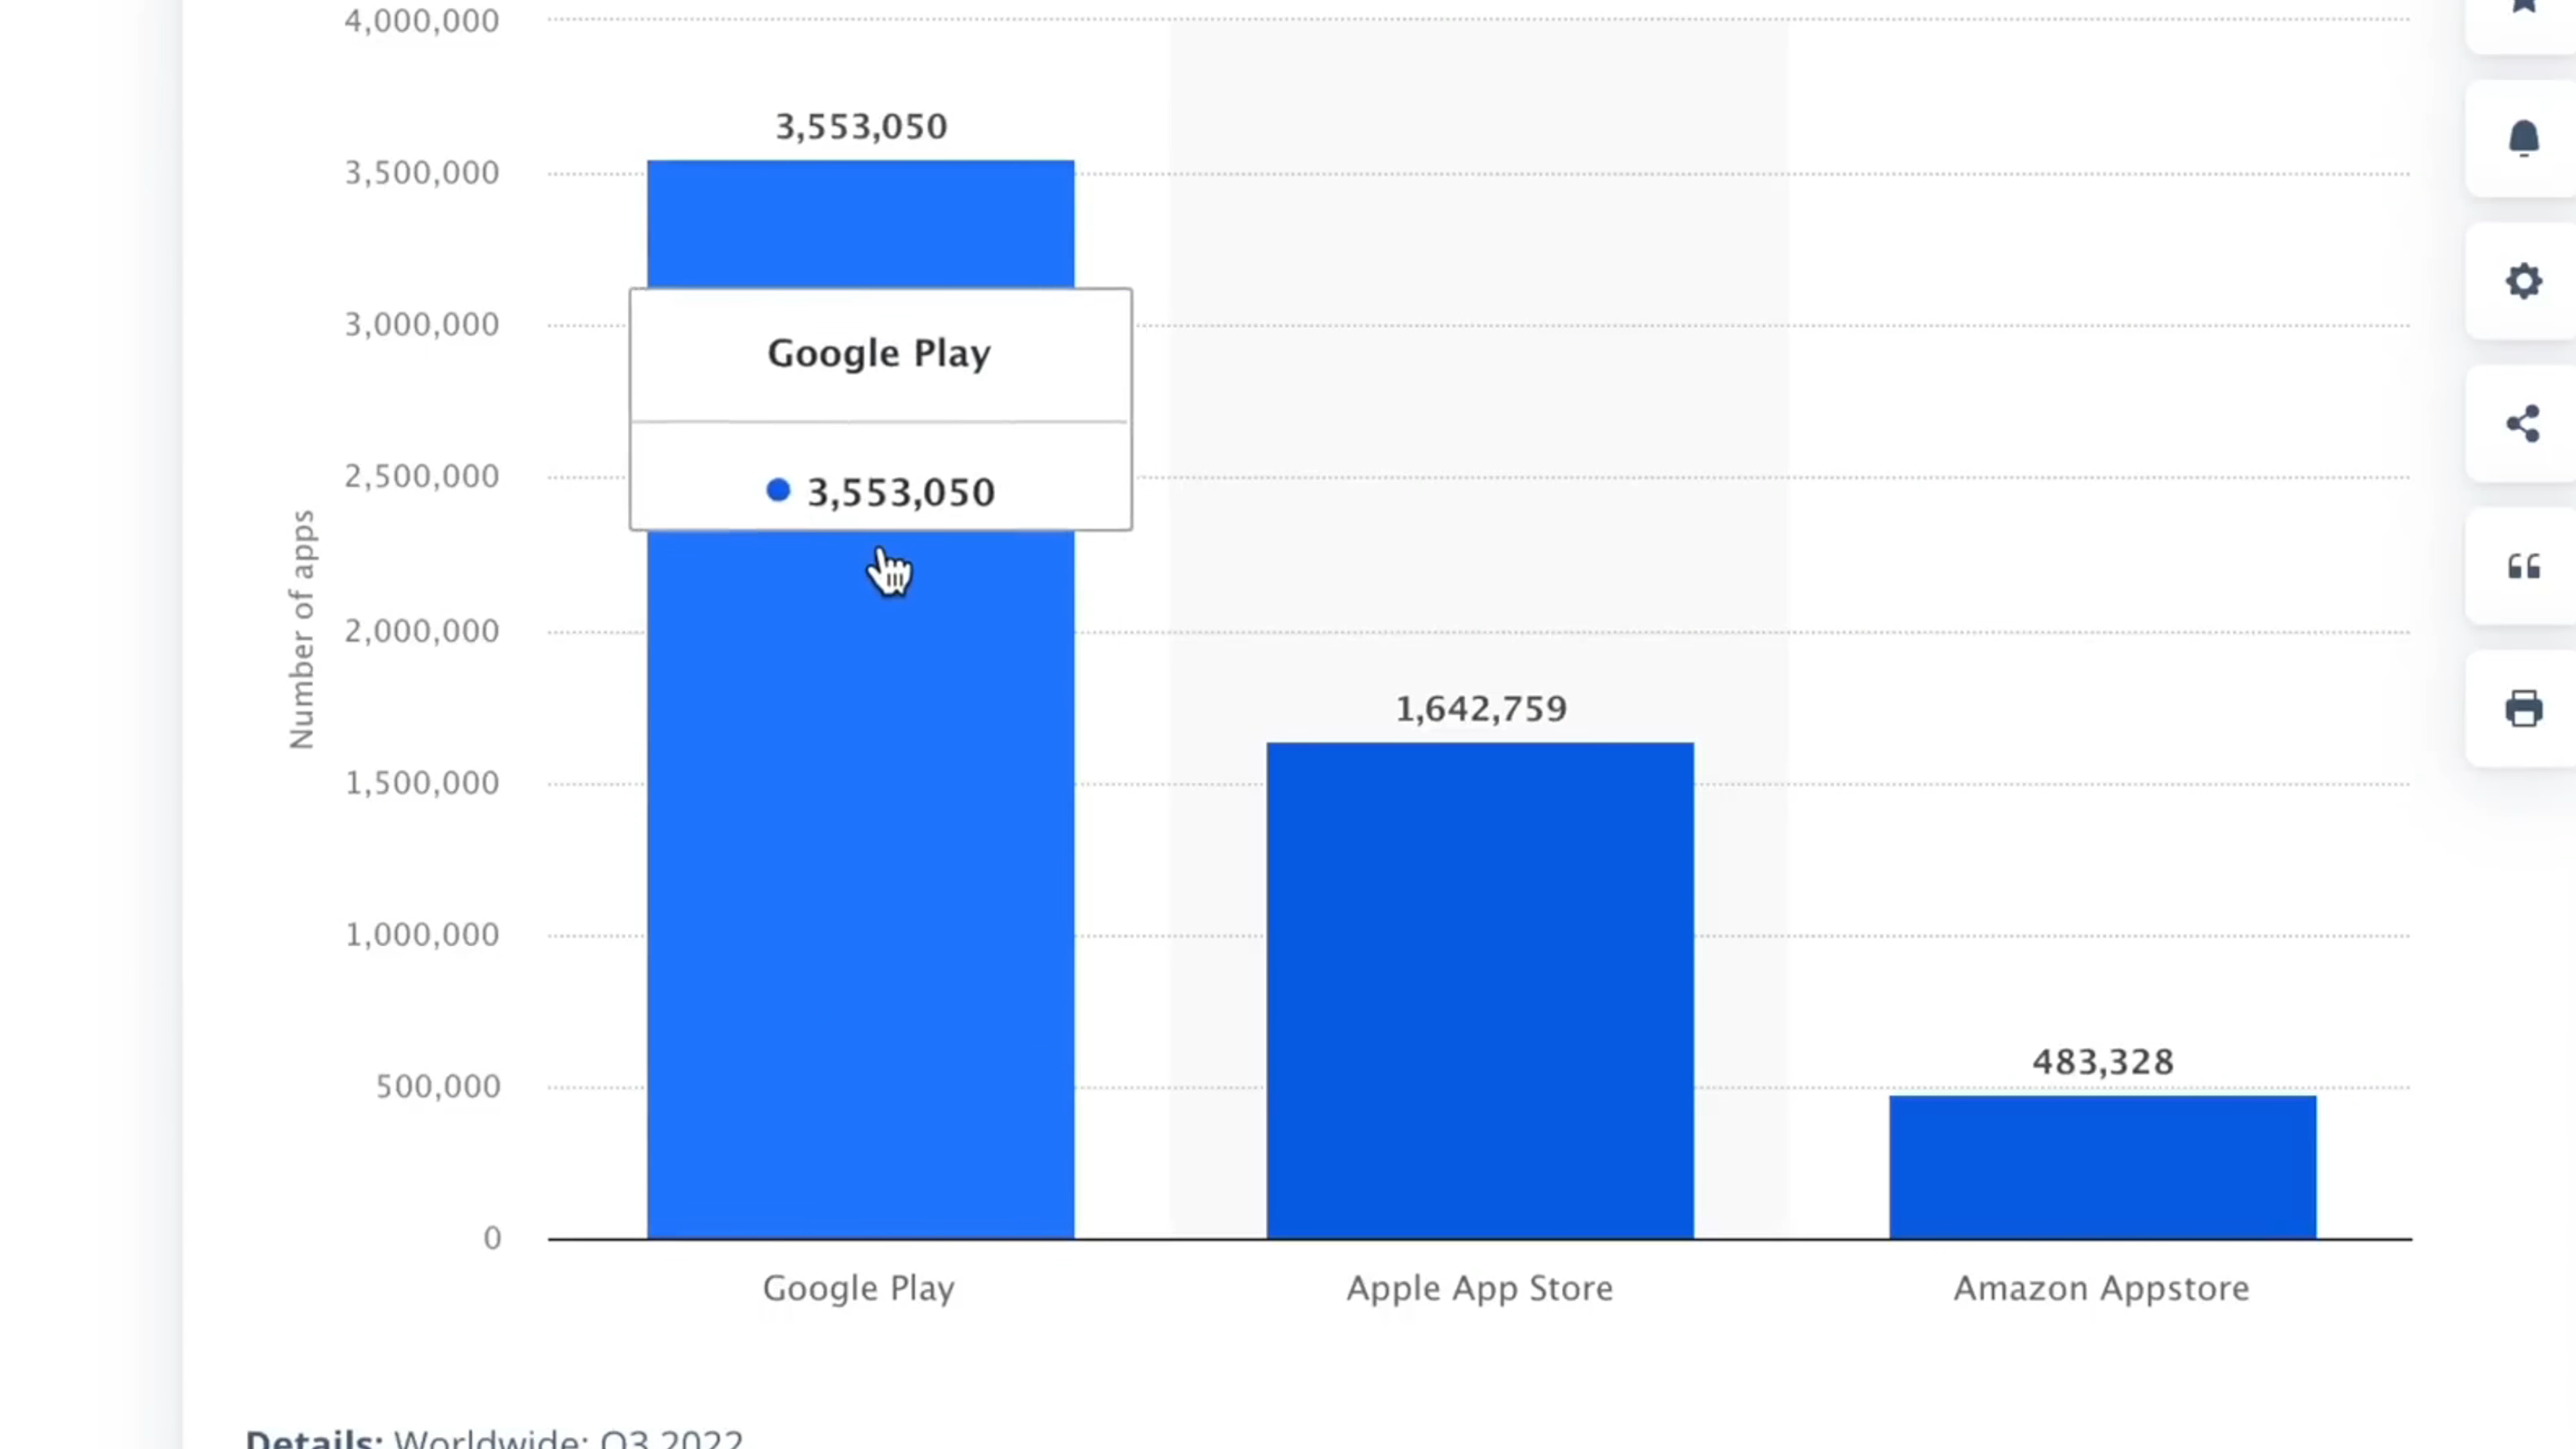 4,000,000
3,553,050
3,500,000
3,000,000
Google Play
2,500,000
3,553,050
Number of apps
2,000,000
1,642,759
1,500,000
1,000,000
483,328
500,000
0
Google Play
Apple App Store
Amazon Appstore
Details: Worldwide; Q3 2022